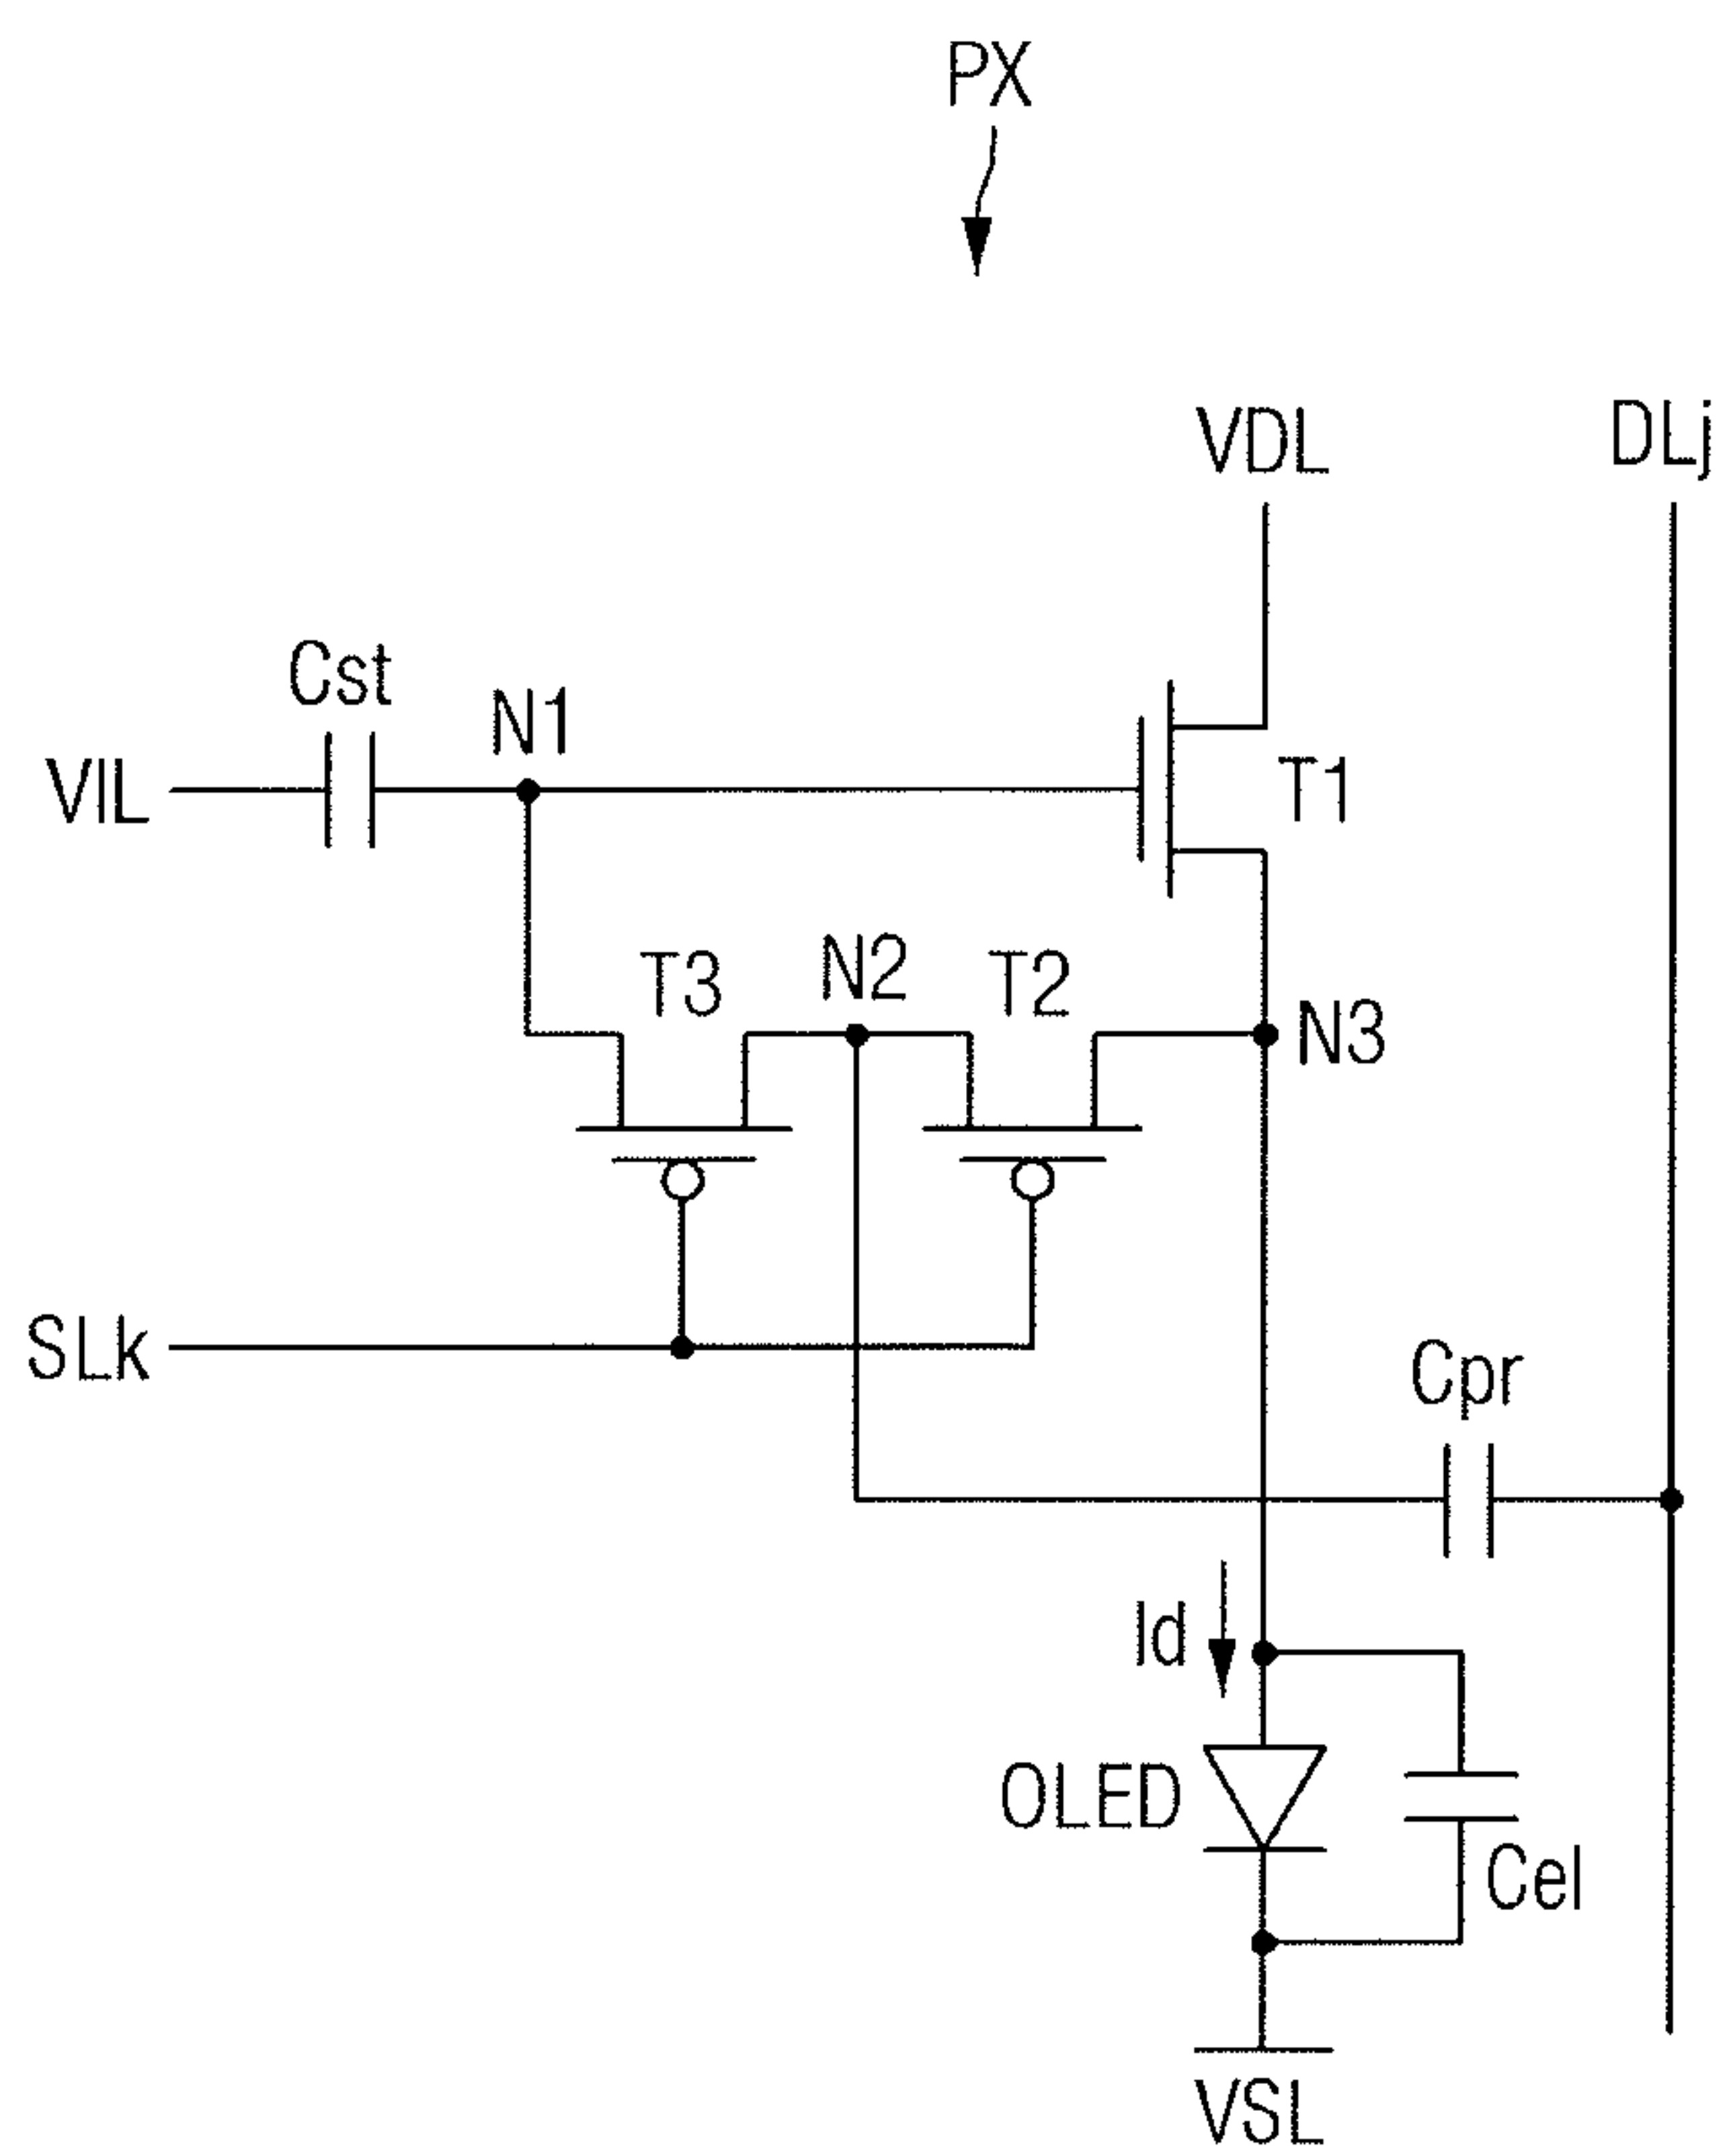 PX
VDL
DLj
Cst
N1
VIL
T1
T3
N2
T2
N3
SLk
Cpr
Id
OLED
Cel
VSL